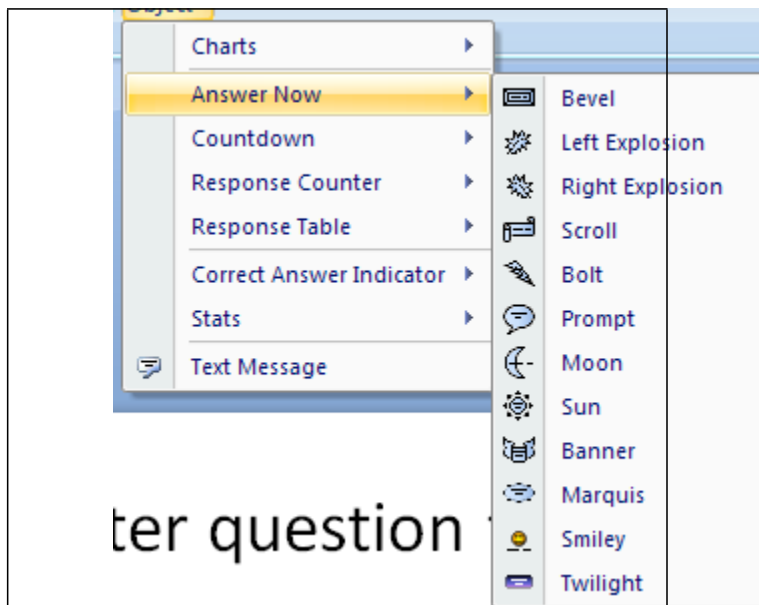 Object
Charts
Answer Now
Countdown
Response Counter
Response Table
Correct Answer Indicator
Stats
Text Message
Bevel
Left Explosion
Right Explosion
Scroll
Bolt
Prompt
Moon
Sun
Banner
Marquis
Smiley
Twilight
ter question